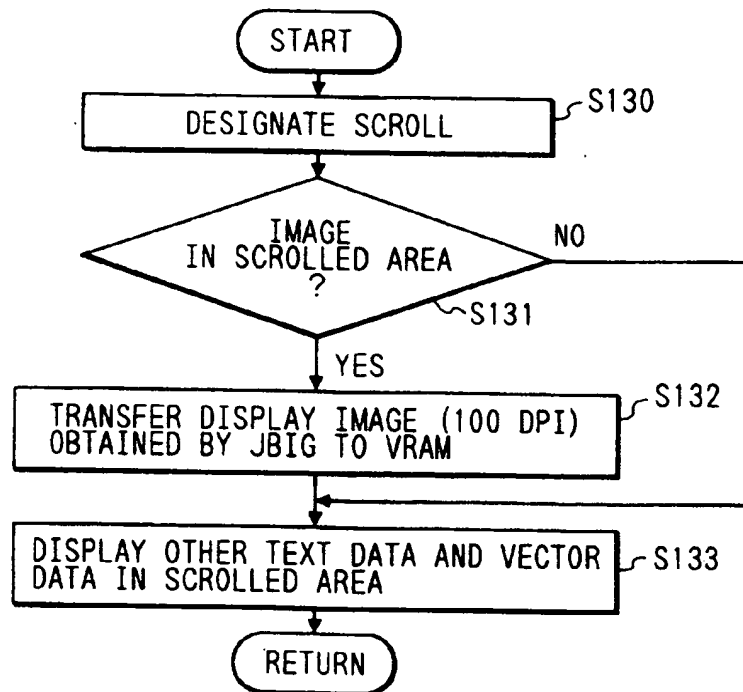 START
DESIGNATE SCROLL
S130
IMAGE
IN SCROLLED AREA
?
NO
S131
YES
TRANSFER DISPLAY IMAGE (100 DPI)
OBTAINED BY JBIG TO VRAM
S132
DISPLAY OTHER TEXT DATA AND VECTOR
DATA IN SCROLLED AREA
S133
RETURN